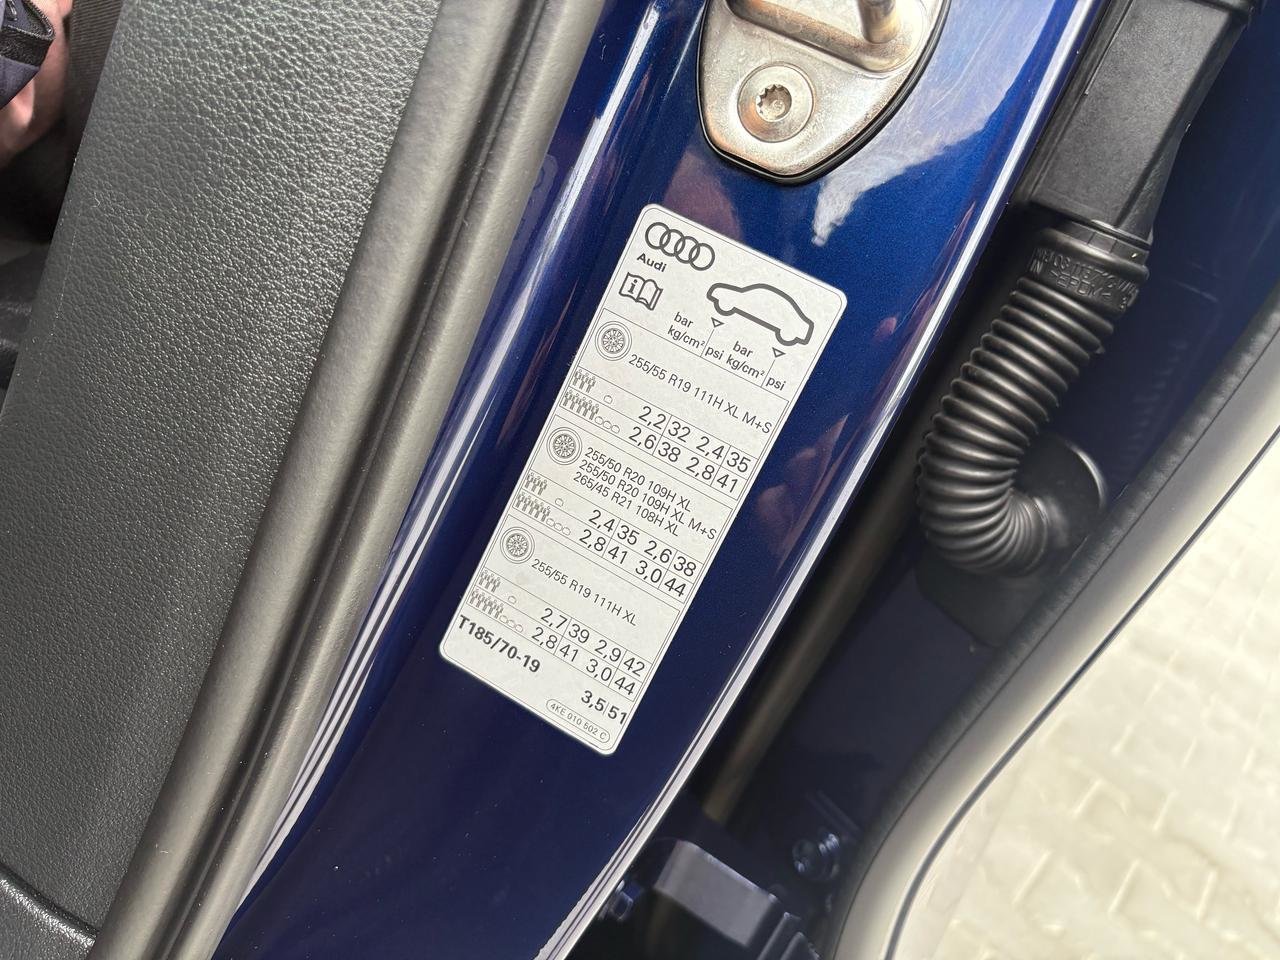 Audi
i
bar bar
kg/cm² psi kg/cm² psi
255/55 R19 111H XL M+S
2,2 32 2,4 35
2,6 38 2,8 41
255/50 R20 109H XL
255/50 R20 109H XL M+S
265/45 R21 108H XL
2,4 35 2,6 38
2,8 41 3,0 44
255/55 R19 111H XL
2,7 39 2,9 42
2,8 41 3,0 44
T185/70-19
3,5 51
4KE 010 502 C